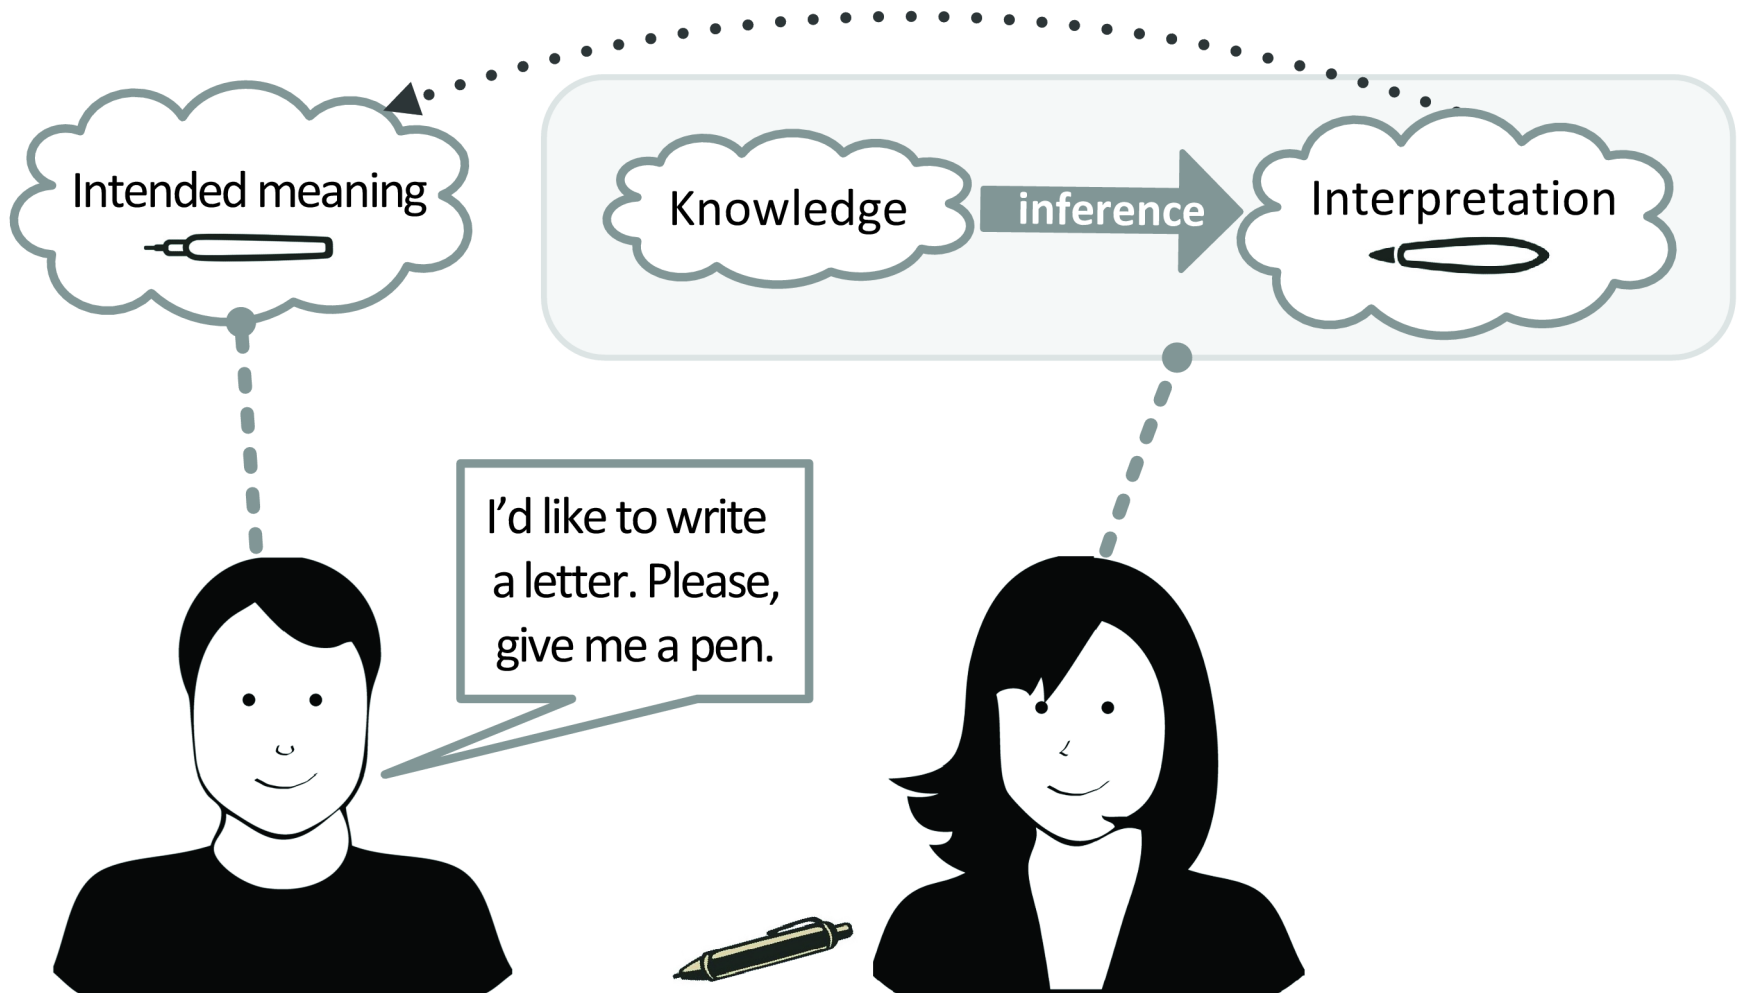 Intended meaning
Knowledge
inference
Interpretation
I’d like to write
a letter. Please,
give me a pen.